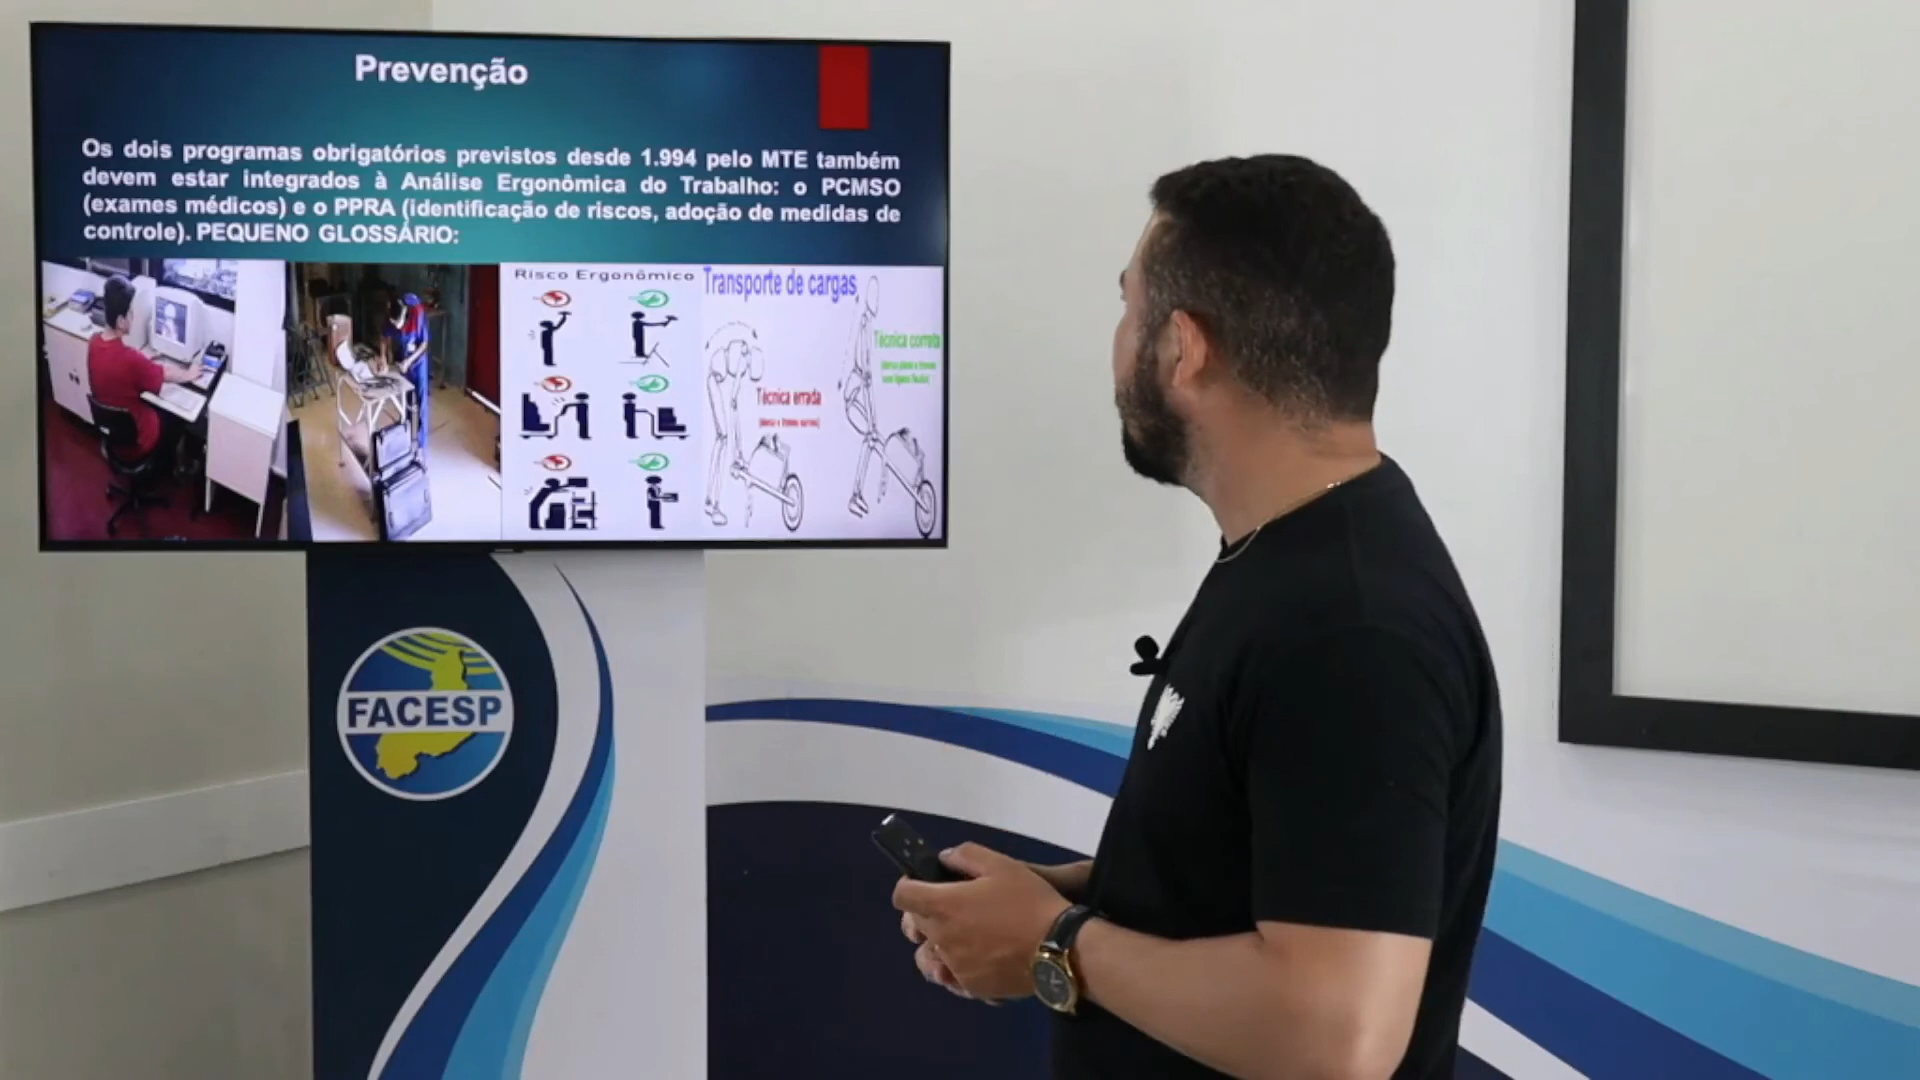 Prevenção
Os dois programas obrigatórios previstos desde 1.994 pelo MTE também
devem estar integrados à Análise Ergonômica do Trabalho: o PCMSO
(exames médicos) e o PPRA (identificação de riscos, adoção de medidas de
controle). PEQUENO GLOSSÁRIO:
Risco Ergonômico
Transporte de cargas
Técnica correta
Técnica errada
FACESP